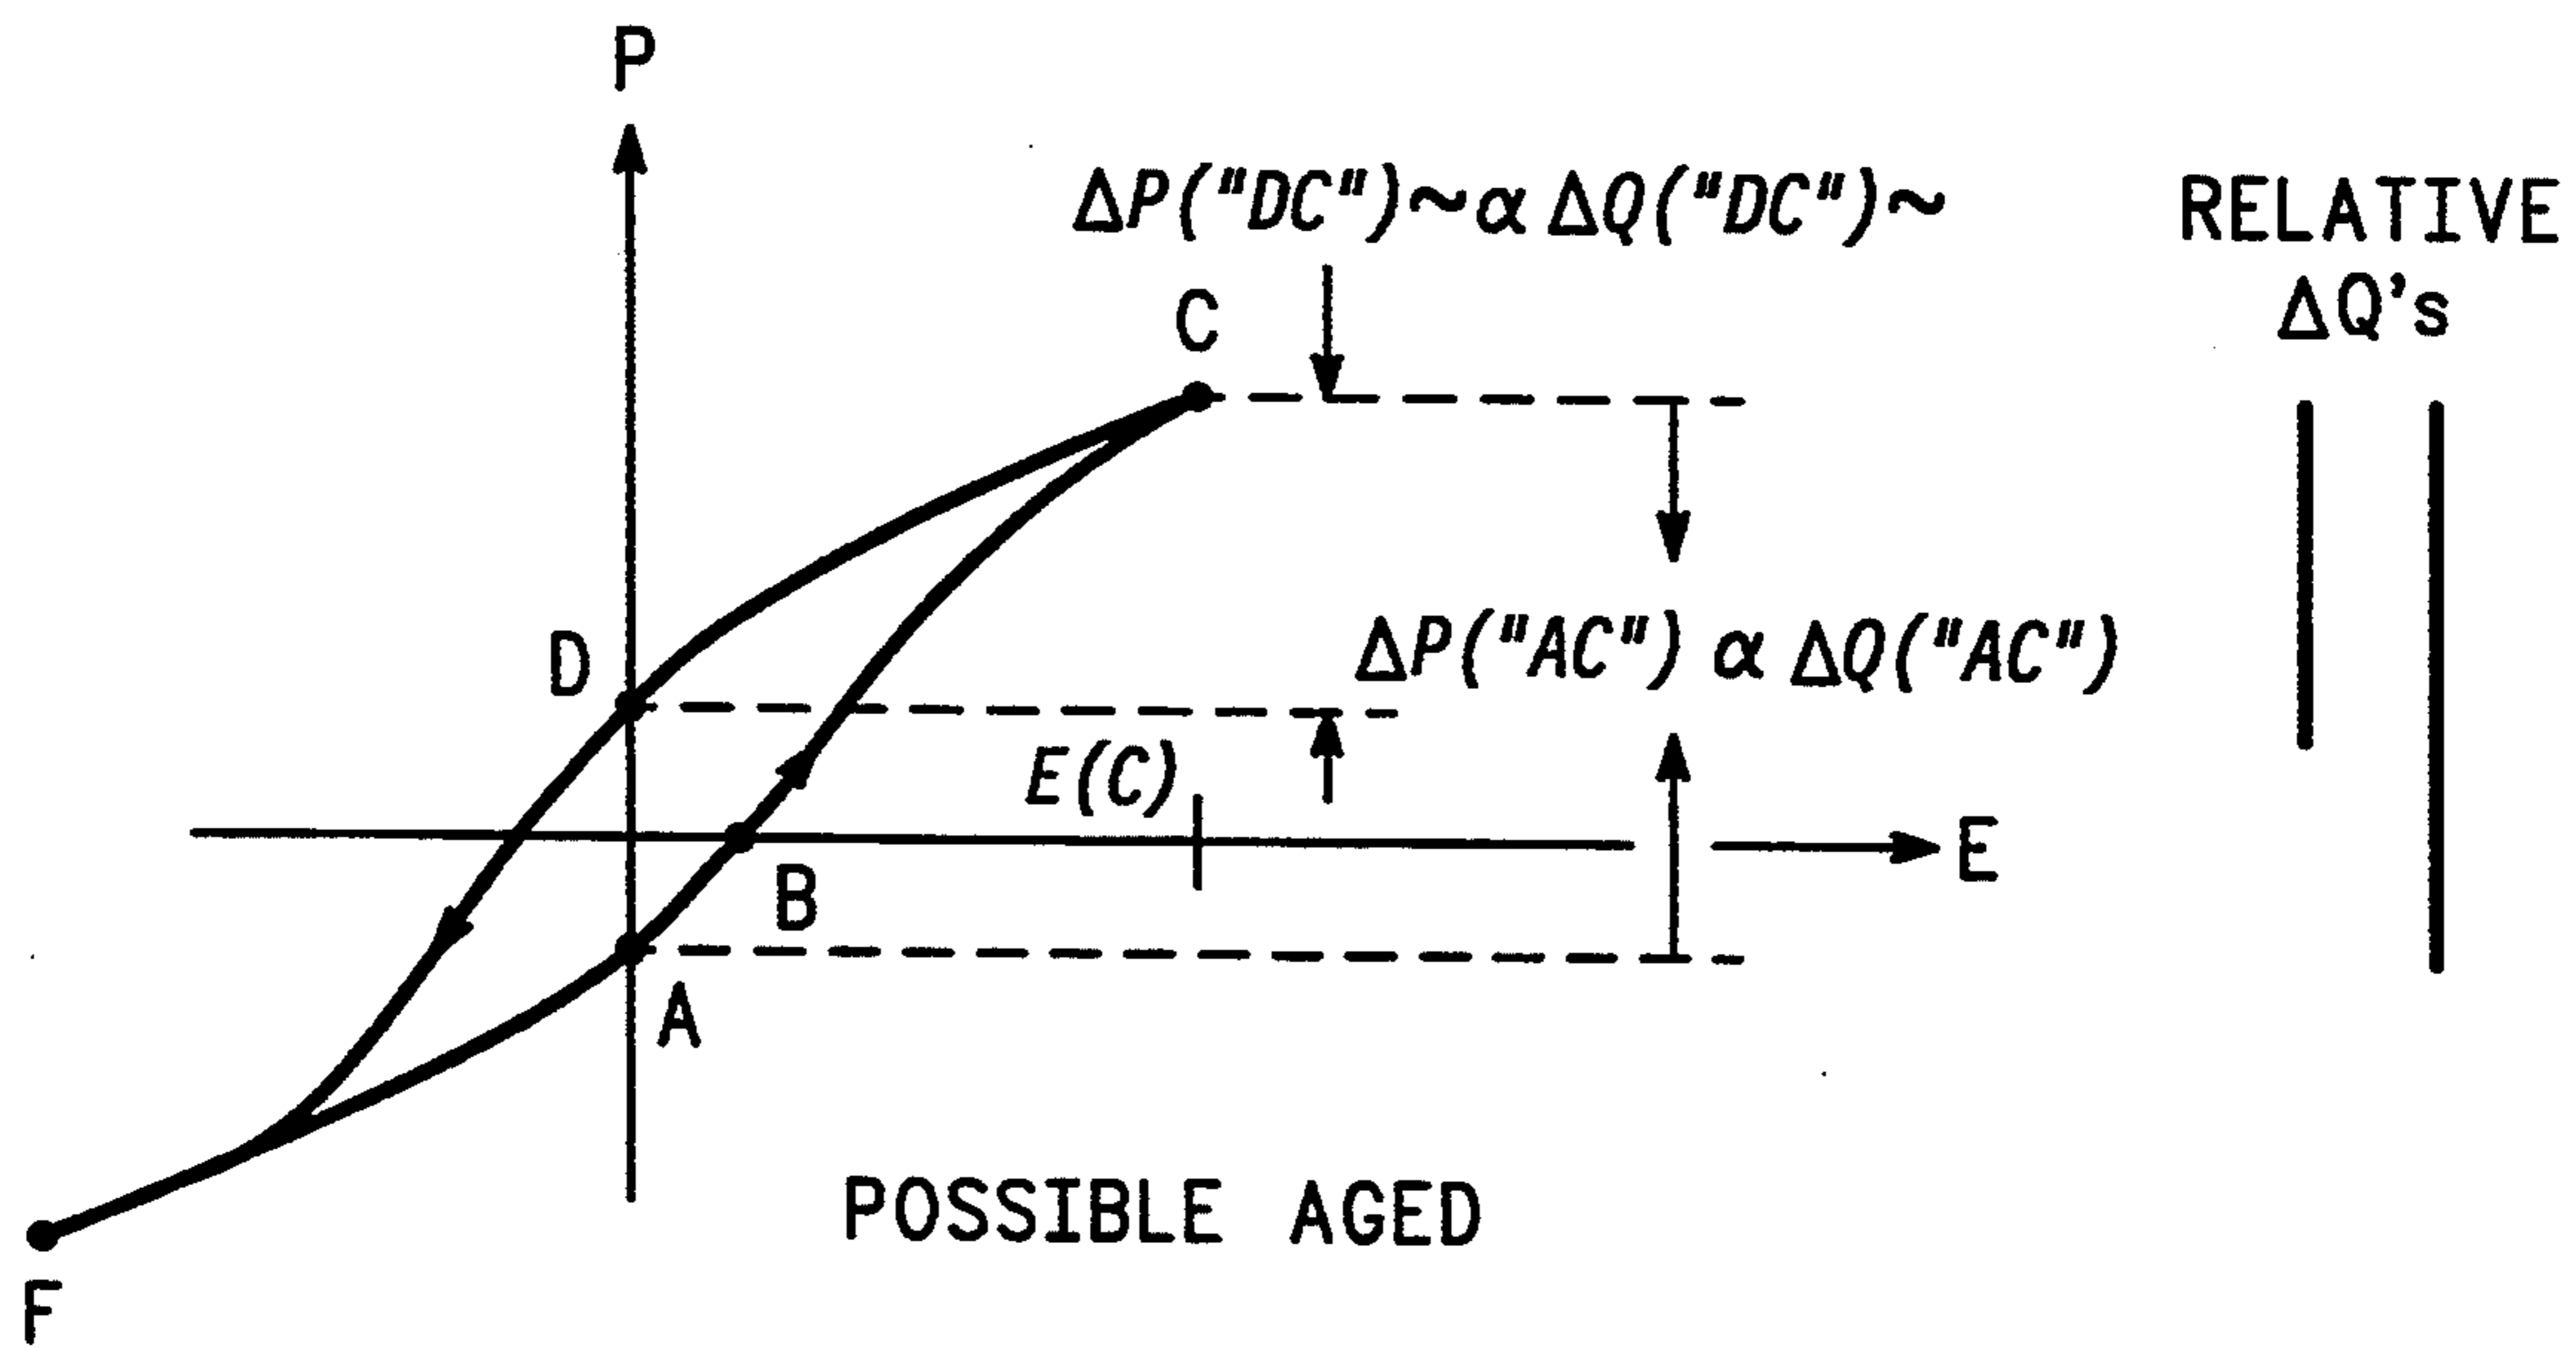 P
ΔP("DC")~α ΔQ("DC")~
RELATIVE
ΔQ's
C
D
ΔP("AC") α ΔQ("AC")
E(C)
E
B
A
POSSIBLE AGED
F